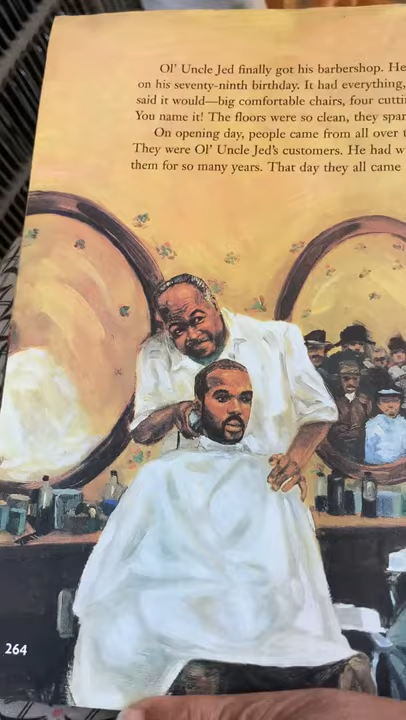 Ol' Uncle Jed finally got his barbershop. He
on his seventy-ninth birthday. It had everything,
said it would—big comfortable chairs, four cutti
You name it! The floors were so clean, they spar
On opening day, people came from all over t
They were Ol' Uncle Jed's customers. He had w
them for so many years. That day they all came
264